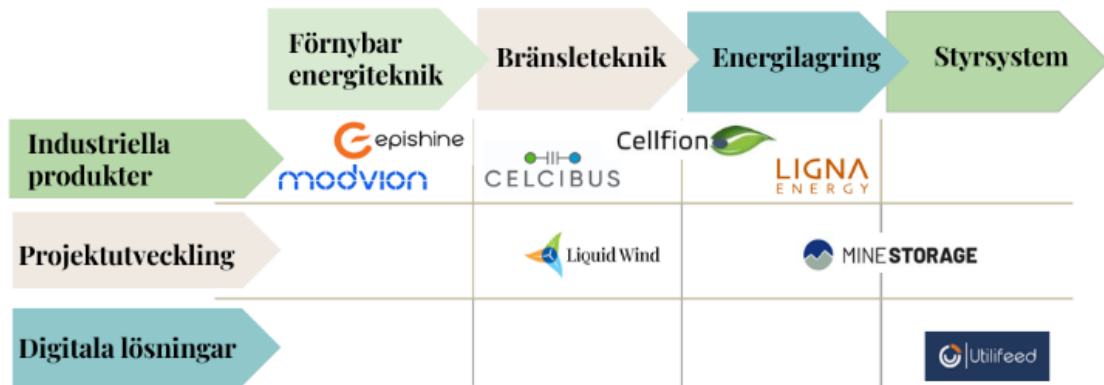 Förnybar
energiteknik
Bränsleteknik
Energilagring
Styrsystem
Industriella
produkter
epishine
modvion
CELCIBUS
Cellfion
LIGNA
ENERGY
Projektutveckling
Liquid Wind
MINESTORAGE
Digitala lösningar
Utilifeed